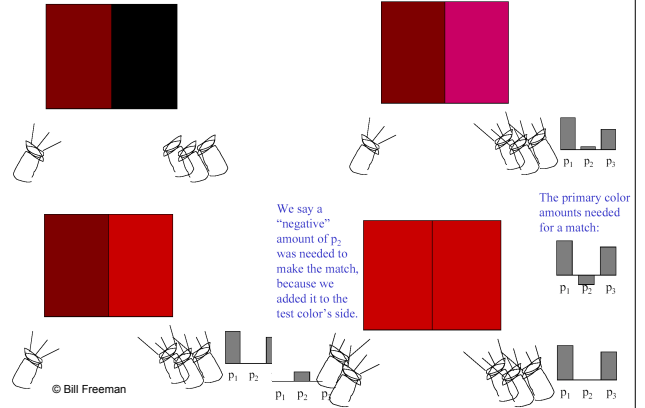 p1 p2 p3
We say a
“negative”
amount of p2
was needed to
make the match,
because we
added it to the
test color’s side.
The primary color
amounts needed
for a match:
p1 p2 p3
p1 p2
p1 p2 p3
p1 p2 p3
© Bill Freeman